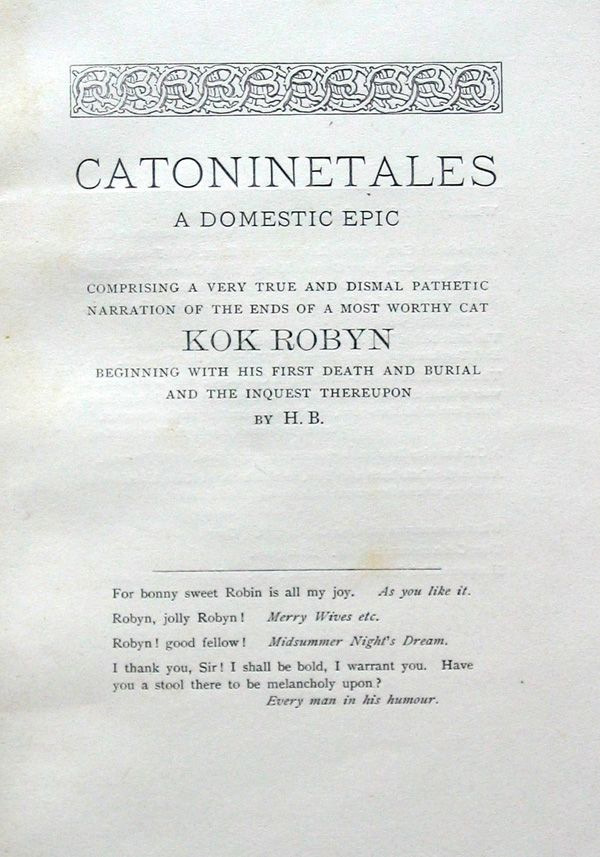 CATONINETALES
A DOMESTIC EPIC
COMPRISING A VERY TRUE AND DISMAL PATHETIC
NARRATION OF THE ENDS OF A MOST WORTHY CAT
KOK ROBYN
BEGINNING WITH HIS FIRST DEATH AND BURIAL
AND THE INQUEST THEREUPON
BY H. B.
For bonny sweet Robin is all my joy. As you like it.
Robyn, jolly Robyn! Merry Wives etc.
Robyn! good fellow! Midsummer Night's Dream.
I thank you, Sir! I shall be bold, I warrant you. Have
you a stool there to be melancholy upon?
Every man in his humour.